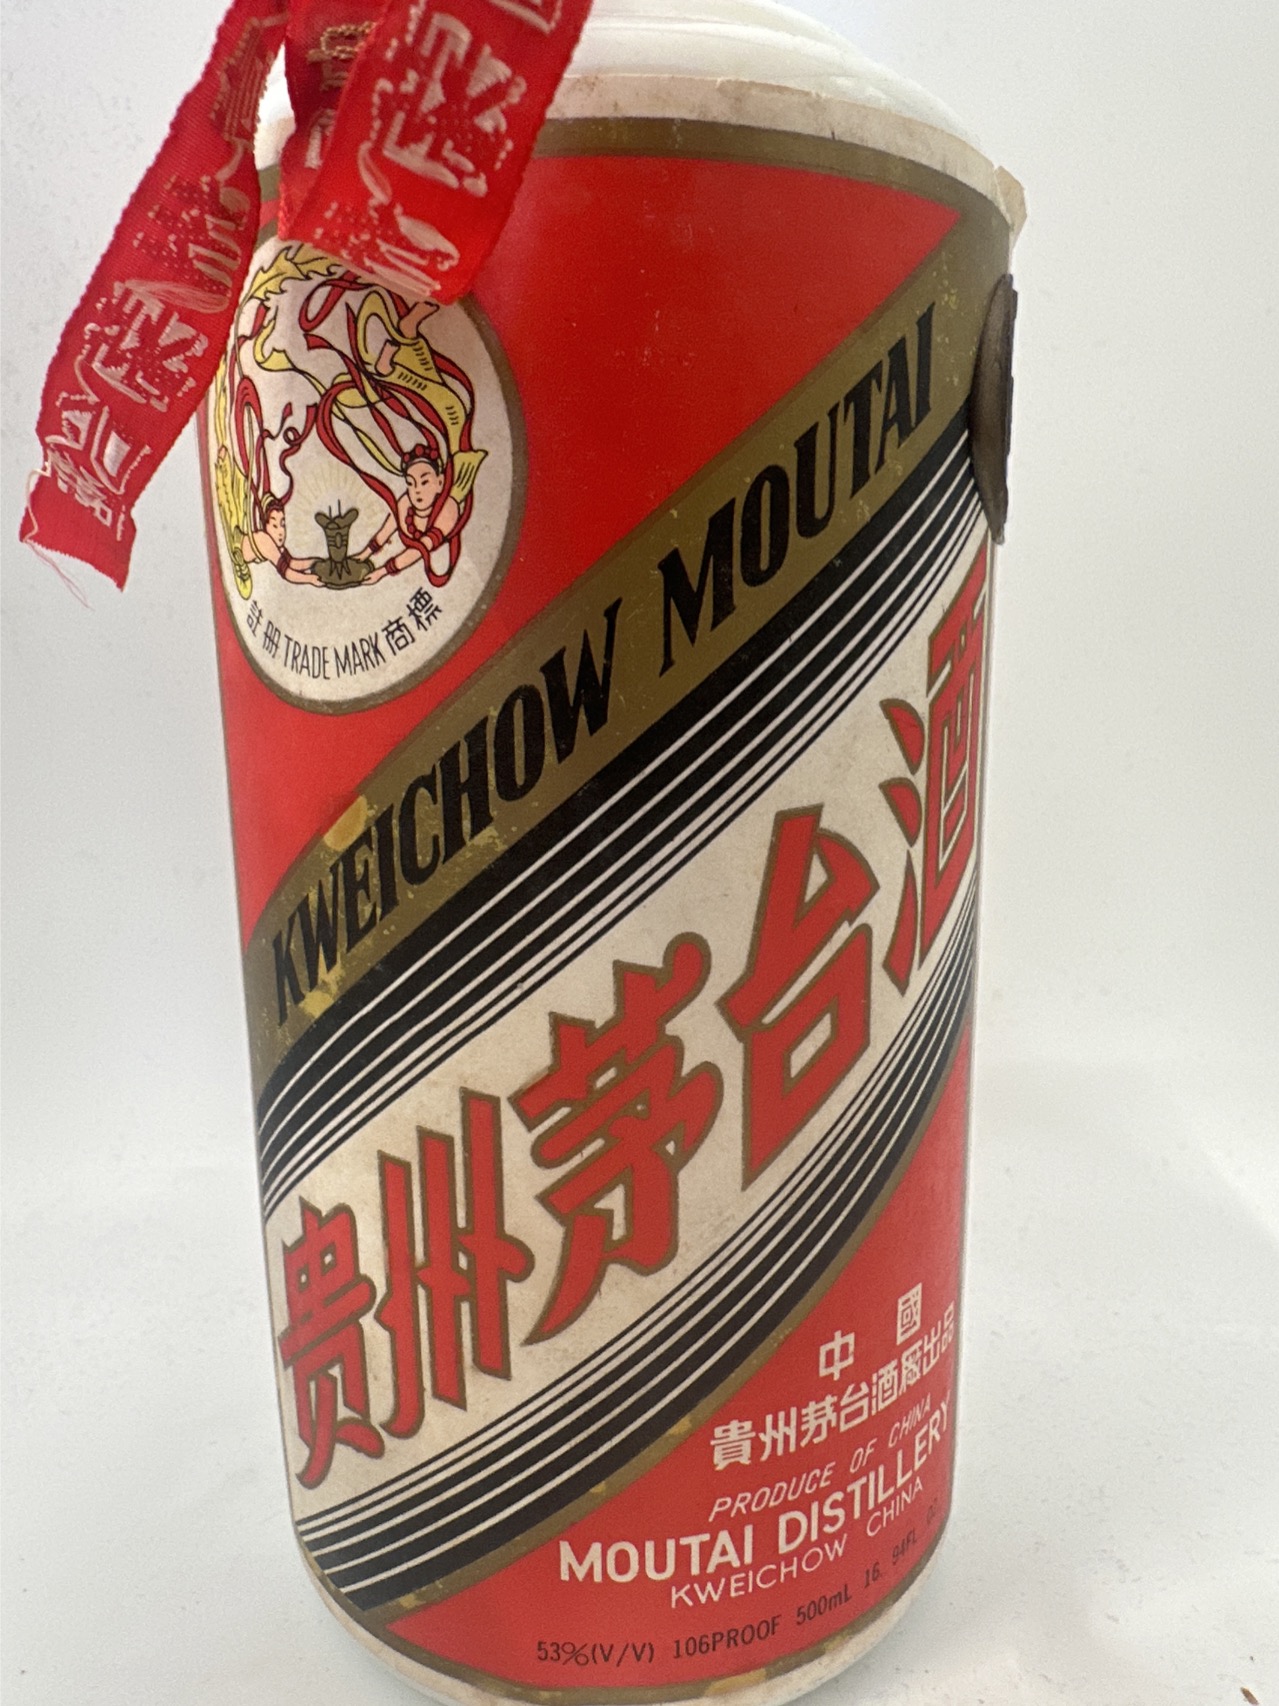 註册 TRADE MARK 商標
KWEICHOW MOUTAI
贵州茅台酒
中國
貴州茅台酒廠出品
PRODUCE OF CHINA
MOUTAI DISTILLERY
KWEICHOW CHINA
53%(V/V) 106PROOF 500mL 16. 94FL. OZ